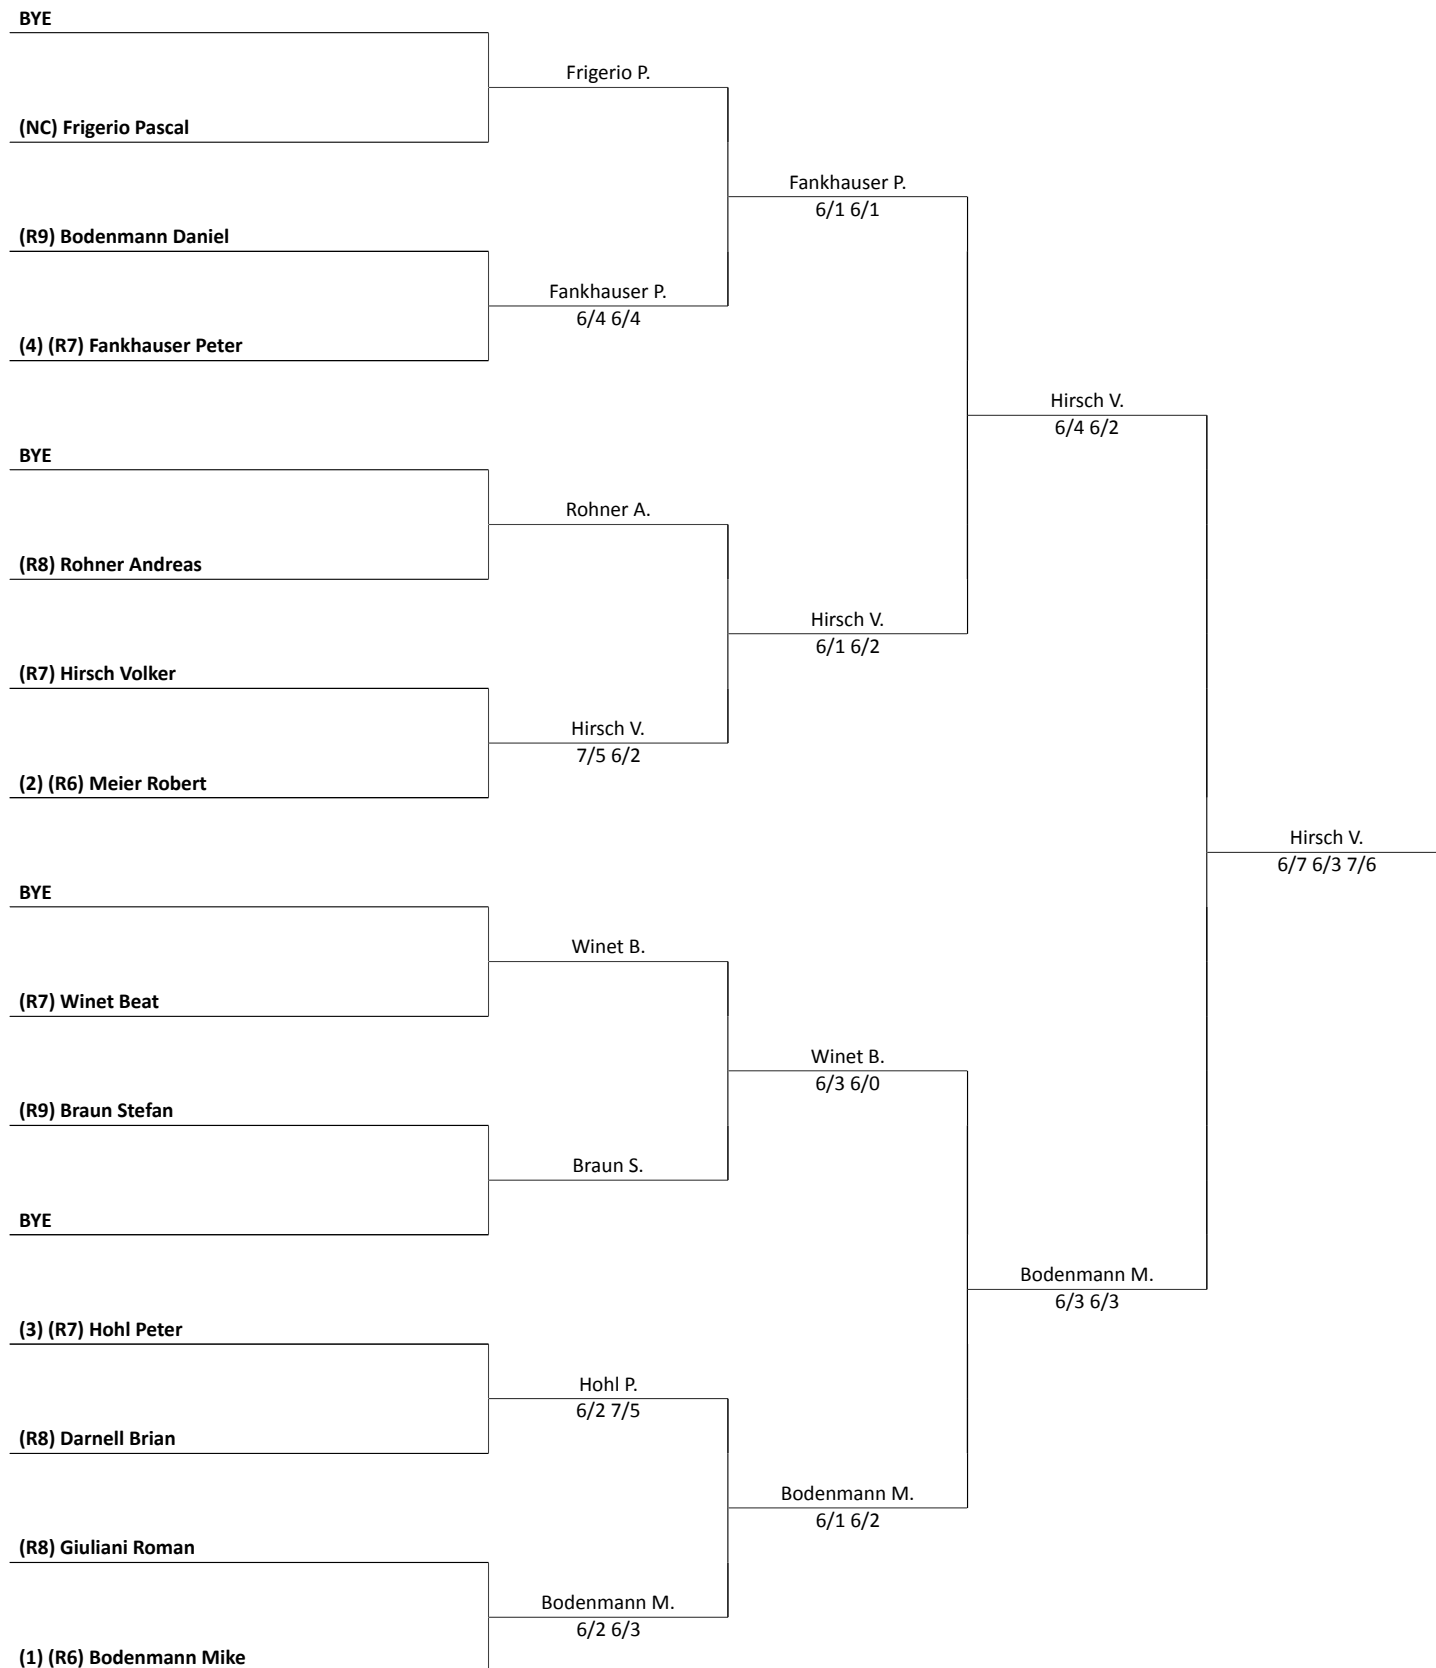 BYE
Frigerio P.
(NC) Frigerio Pascal
Fankhauser P.
6/1 6/1
(R9) Bodenmann Daniel
Fankhauser P.
6/4 6/4
(4) (R7) Fankhauser Peter
Hirsch V.
6/4 6/2
BYE
Rohner A.
(R8) Rohner Andreas
Hirsch V.
6/1 6/2
(R7) Hirsch Volker
Hirsch V.
7/5 6/2
(2) (R6) Meier Robert
Hirsch V.
6/7 6/3 7/6
BYE
Winet B.
(R7) Winet Beat
Winet B.
6/3 6/0
(R9) Braun Stefan
Braun S.
BYE
Bodenmann M.
6/3 6/3
(3) (R7) Hohl Peter
Hohl P.
6/2 7/5
(R8) Darnell Brian
Bodenmann M.
6/1 6/2
(R8) Giuliani Roman
Bodenmann M.
6/2 6/3
(1) (R6) Bodenmann Mike